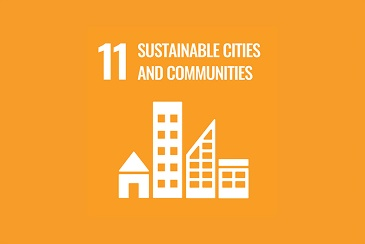 11 SUSTAINABLE CITIES
AND COMMUNITIES